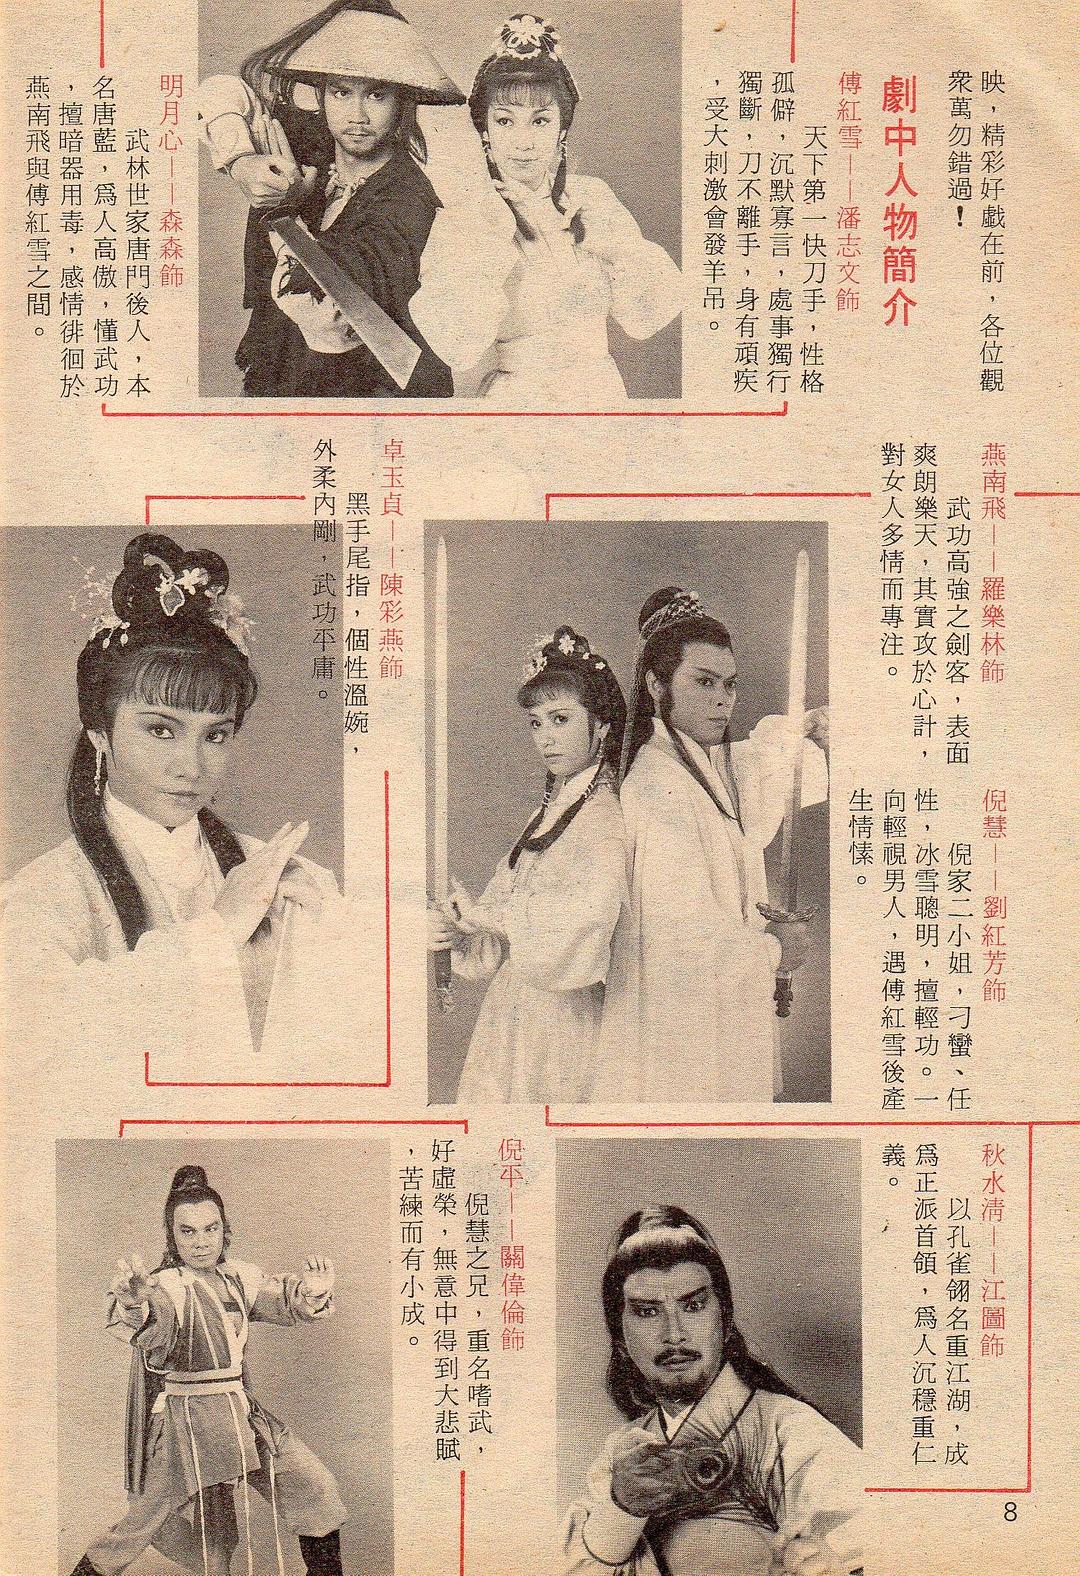 映，精彩好戲在前，各位觀
衆萬勿錯過！
劇中人物簡介
傅紅雪——潘志文飾
天下第一快刀手，性格
孤僻，沉默寡言，處事獨行
獨斷，刀不離手，身有頑疾
，受大刺激會發羊吊。
明月心——森森飾
武林世家唐門後人，本
名唐藍，爲人高傲，懂武功
，擅暗器用毒，感情徘徊於
燕南飛與傅紅雪之間。
燕南飛——羅樂林飾
武功高強之劍客，表面
爽朗樂天，其實攻於心計，
對女人多情而專注。
倪慧——劉紅芳飾
倪家二小姐，刁蠻、任
性，冰雪聰明，擅輕功。一
向輕視男人，遇傅紅雪後產
生情愫。
卓玉貞——陳彩燕飾
黑手尾指，個性溫婉，
外柔內剛，武功平庸。
秋水清——江圖飾
以孔雀翎名重江湖，成
爲正派首領，爲人沉穩重仁
義。
倪平——關偉倫飾
倪慧之兄，重名嗜武，
好虛榮，無意中得到大悲賦
，苦練而有小成。
8